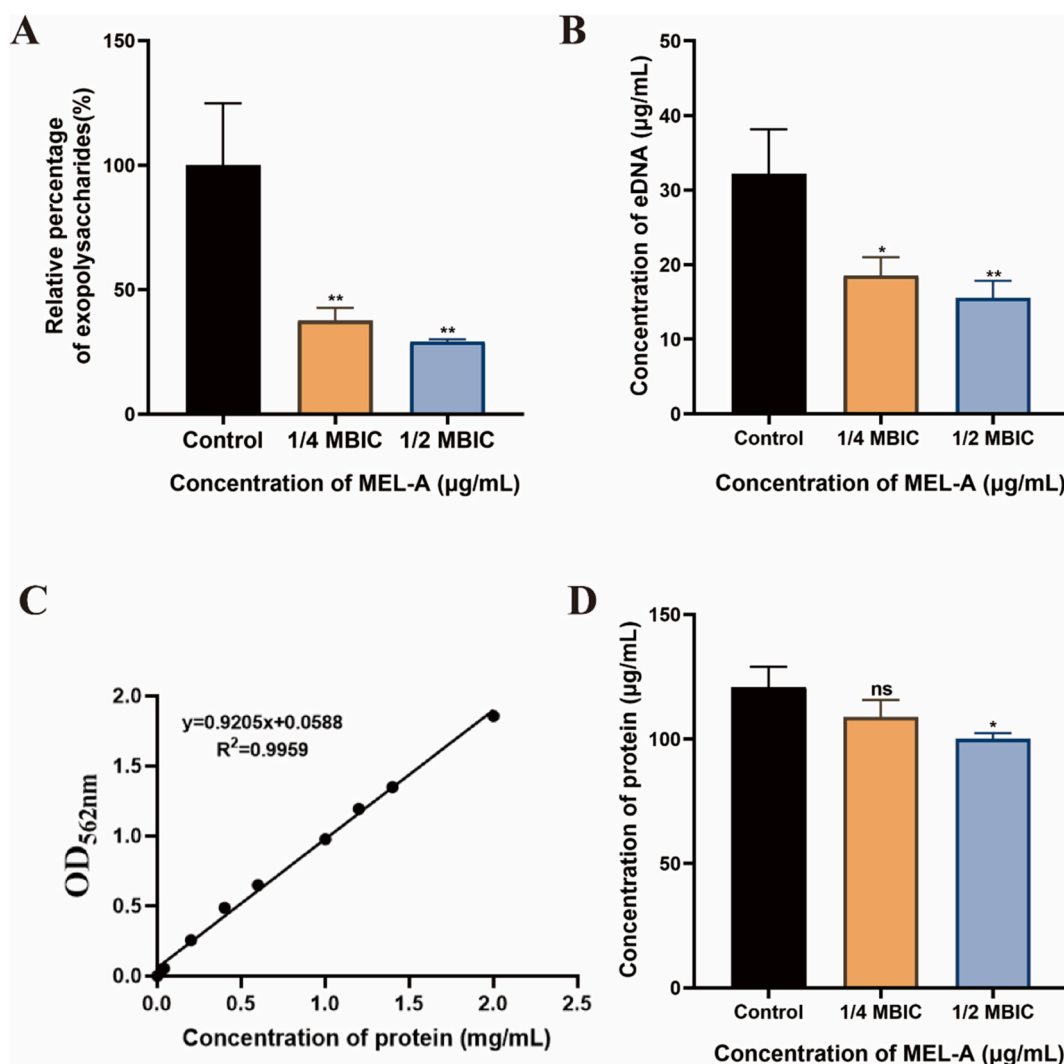 A
Relative percentage
of exopolysaccharides(%)
150
100
50
0
**
**
Control 1/4 MBIC 1/2 MBIC
Concentration of MEL-A (μg/mL)
B
Concentration of eDNA (μg/mL)
50
40
30
20
10
0
*
**
Control 1/4 MBIC 1/2 MBIC
Concentration of MEL-A (μg/mL)
C
OD562nm
2.0
1.5
1.0
0.5
0.0
y=0.9205x+0.0588
R²=0.9959
0.0 0.5 1.0 1.5 2.0 2.5
Concentration of protein (mg/mL)
D
Concentration of protein (μg/mL)
150
100
50
0
ns
*
Control 1/4 MBIC 1/2 MBIC
Concentration of MEL-A (μg/mL)